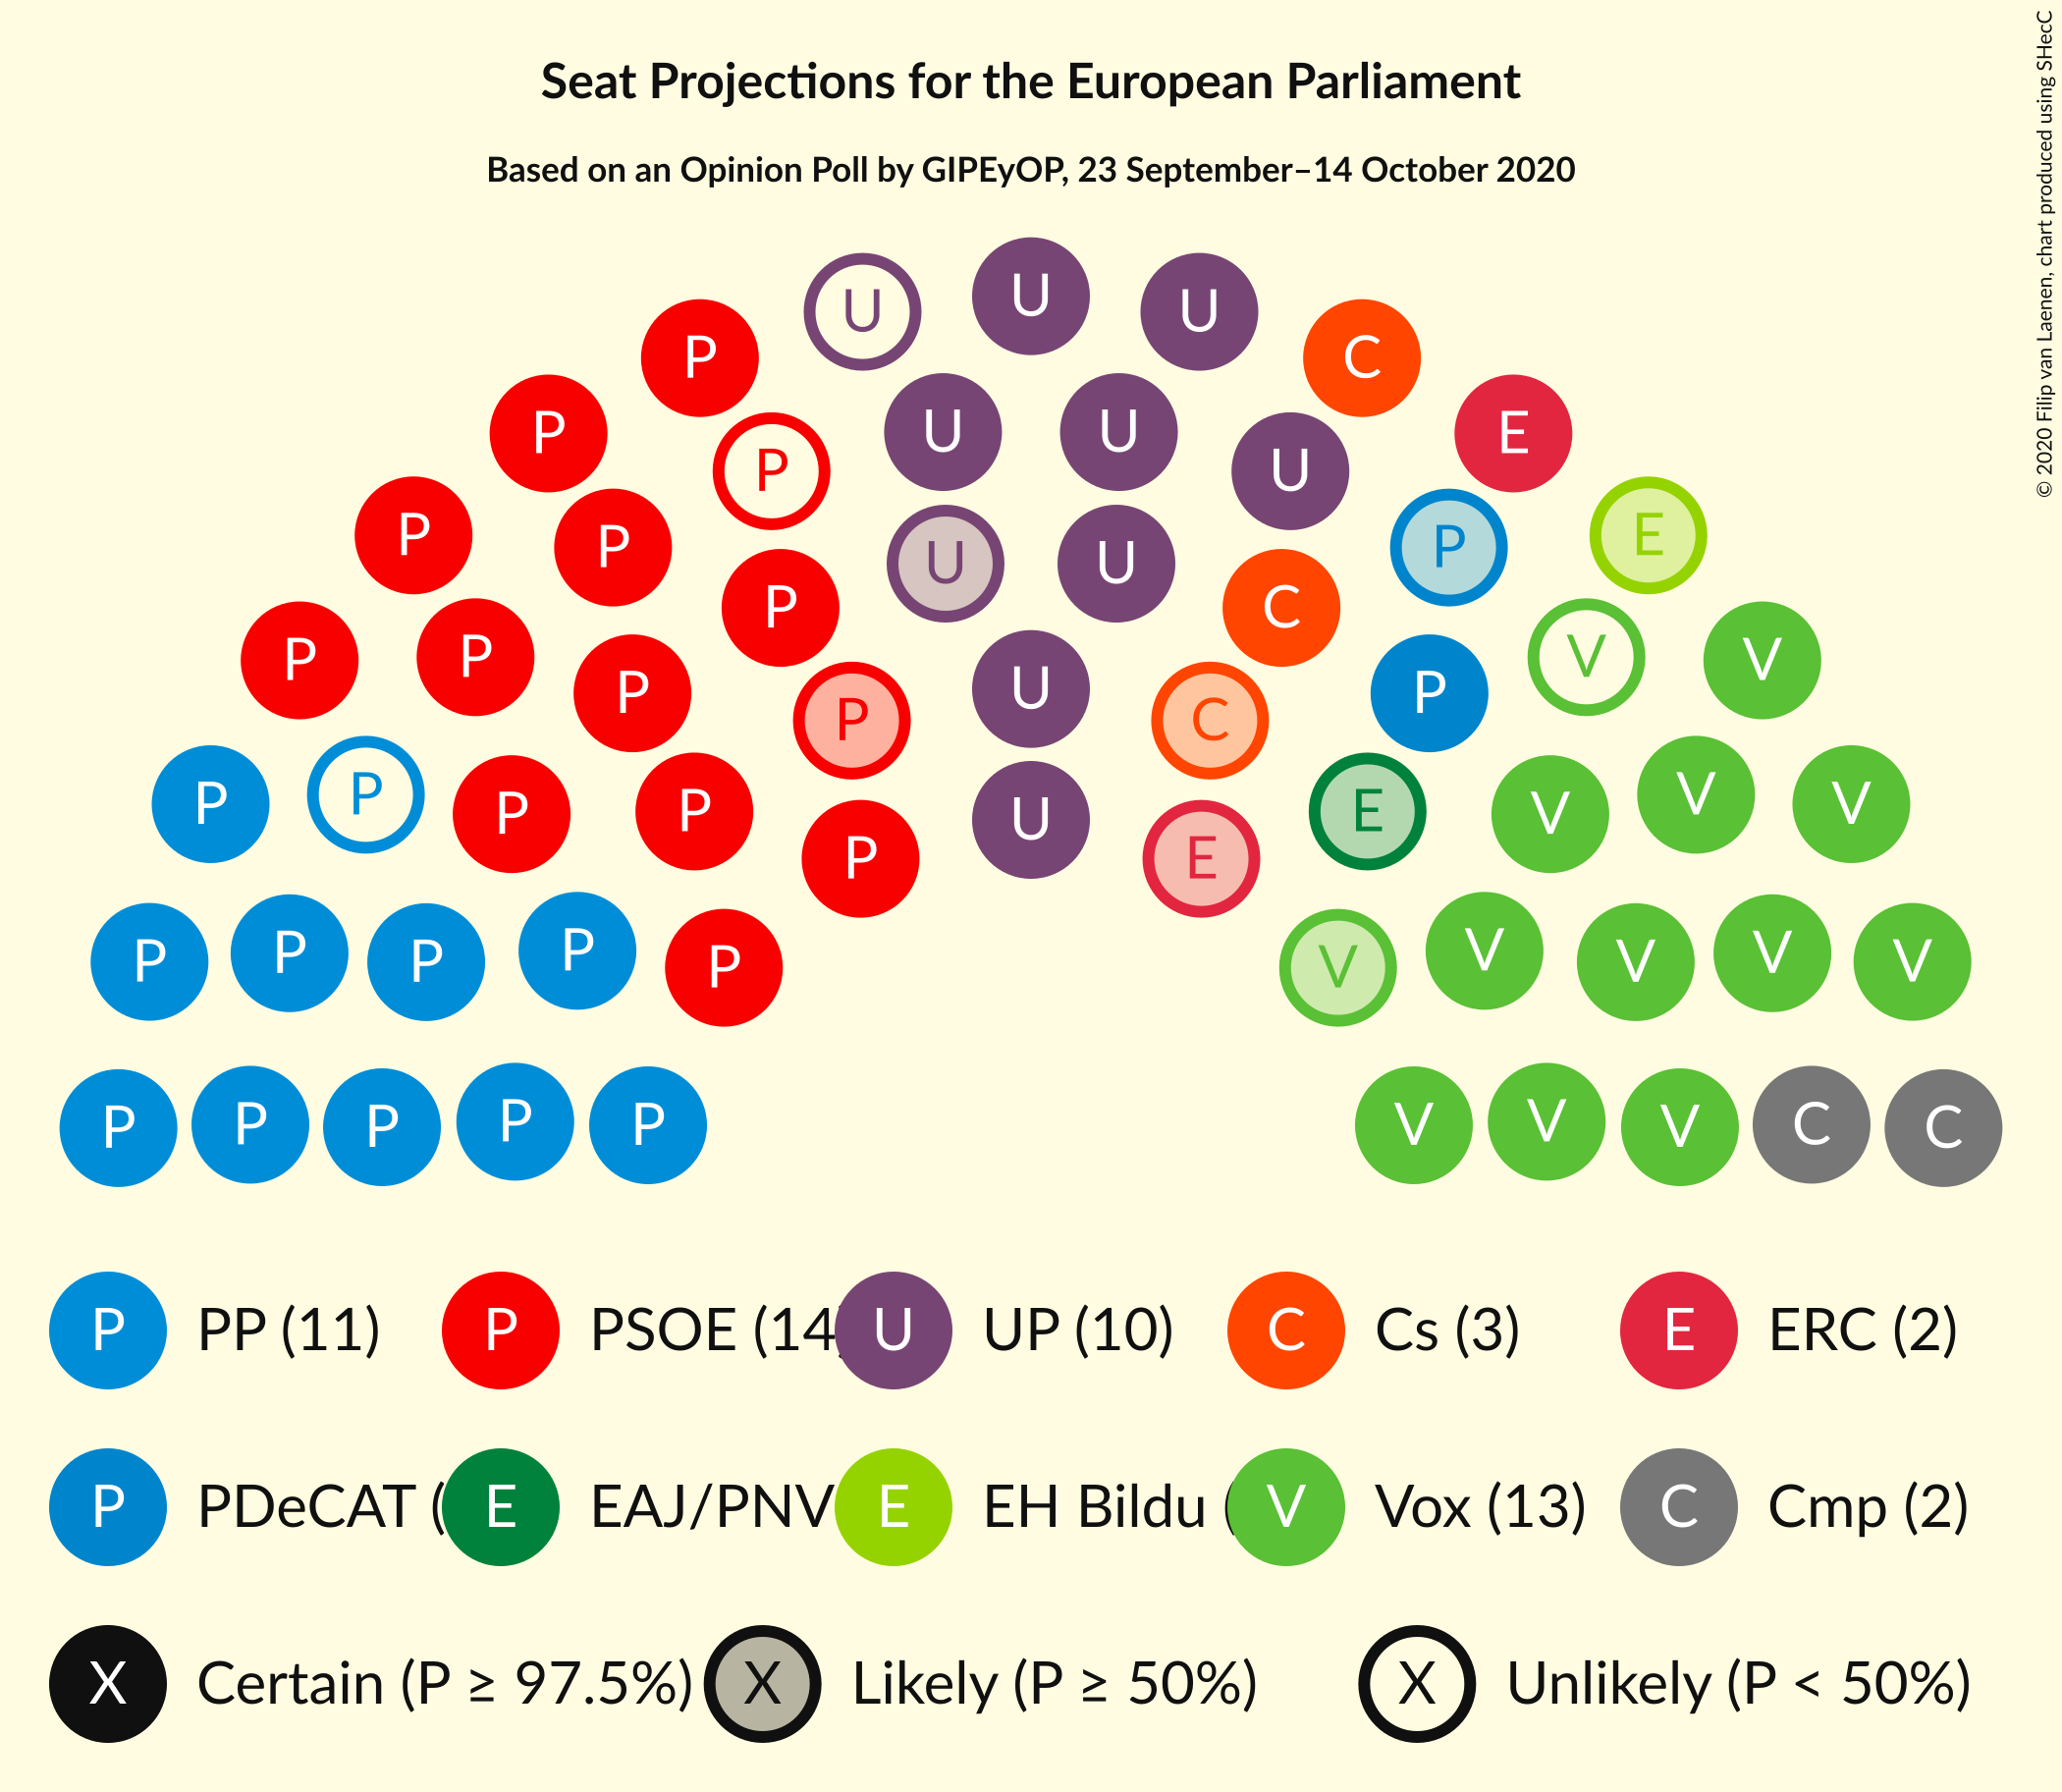 Seat Projections for the European Parliament
Based on an Opinion Poll by GIPEyOP, 23 September–14 October 2020
© 2020 Filip van Laenen, chart produced using SHecC
U U U
P C
P E
P U U U
P P P E
U U
P P C
P P V V
P U
P C
P P P V
P P P E V V
U
P E
P P P P P V V V V V
P P P P P V V V C C
P PP (11) P PSOE (14 U UP (10) C Cs (3) E ERC (2)
P PDeCAT ( E EAJ/PNV E EH Bildu ( V Vox (13) C Cmp (2)
X Certain (P ≥ 97.5%) X Likely (P ≥ 50%) X Unlikely (P < 50%)